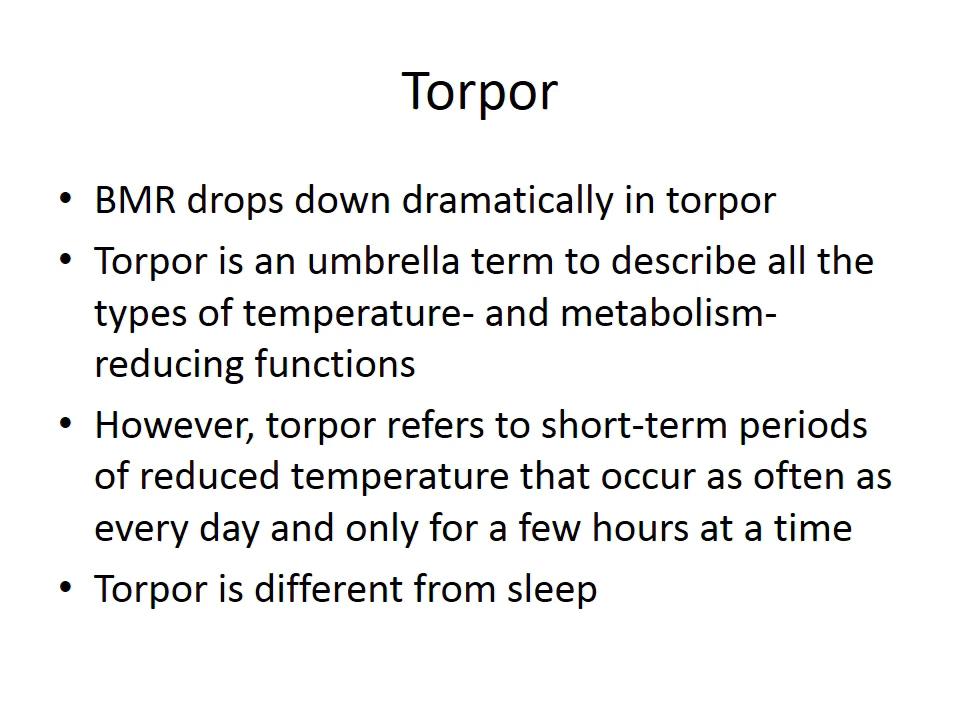 Torpor
• BMR drops down dramatically in torpor
• Torpor is an umbrella term to describe all the
types of temperature- and metabolism-
reducing functions
• However, torpor refers to short-term periods
of reduced temperature that occur as often as
every day and only for a few hours at a time
• Torpor is different from sleep